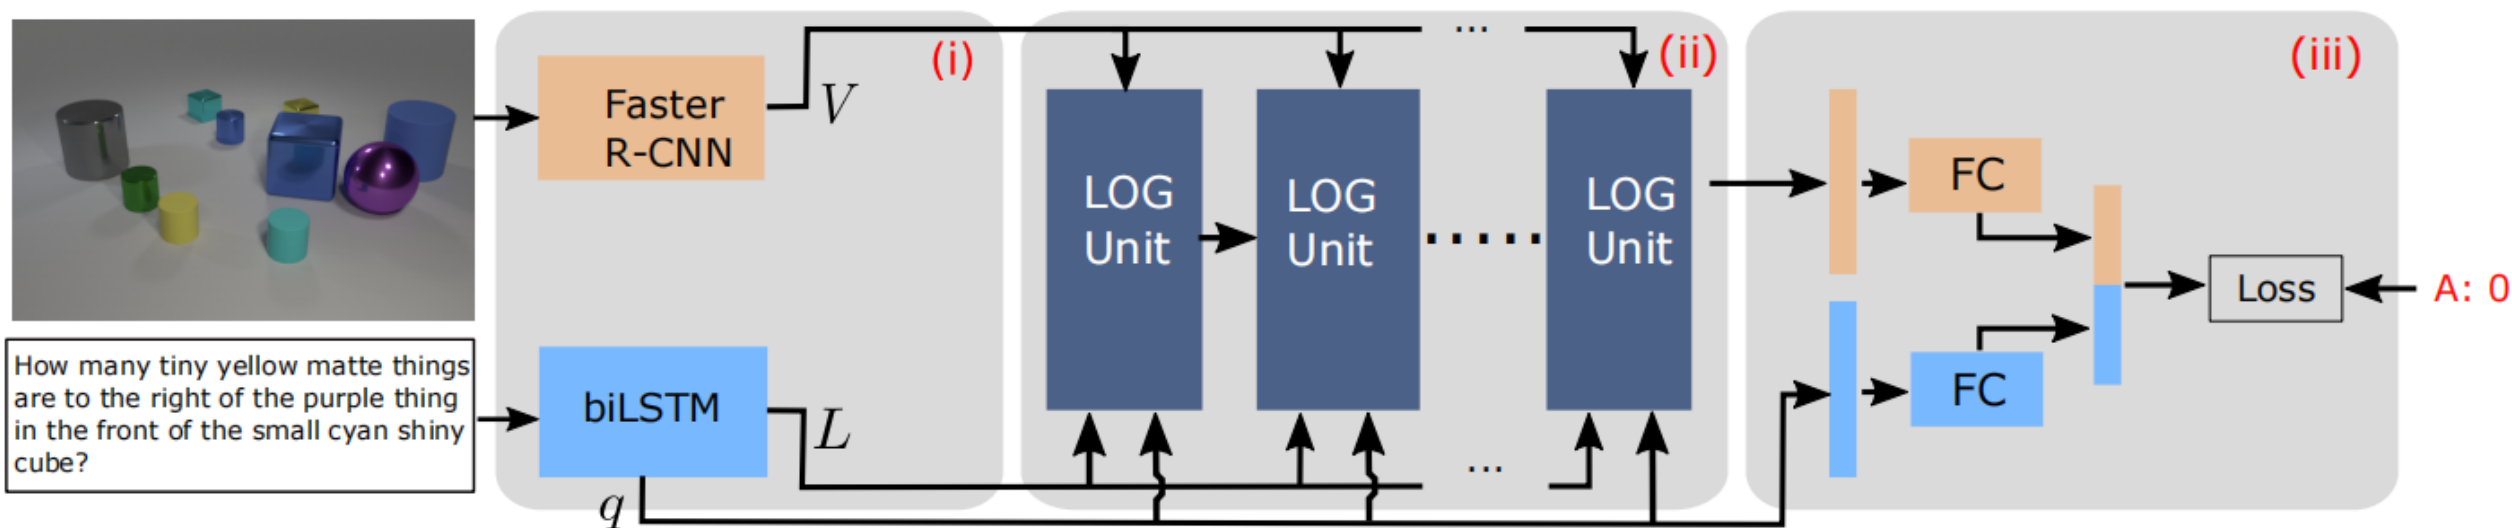 How many tiny yellow matte things
are to the right of the purple thing
in the front of the small cyan shiny
cube?
Faster
R-CNN
V
(i)
biLSTM
L
q
...
(ii)
LOG
Unit
LOG
Unit
.....
LOG
Unit
...
(iii)
FC
FC
Loss
A: 0